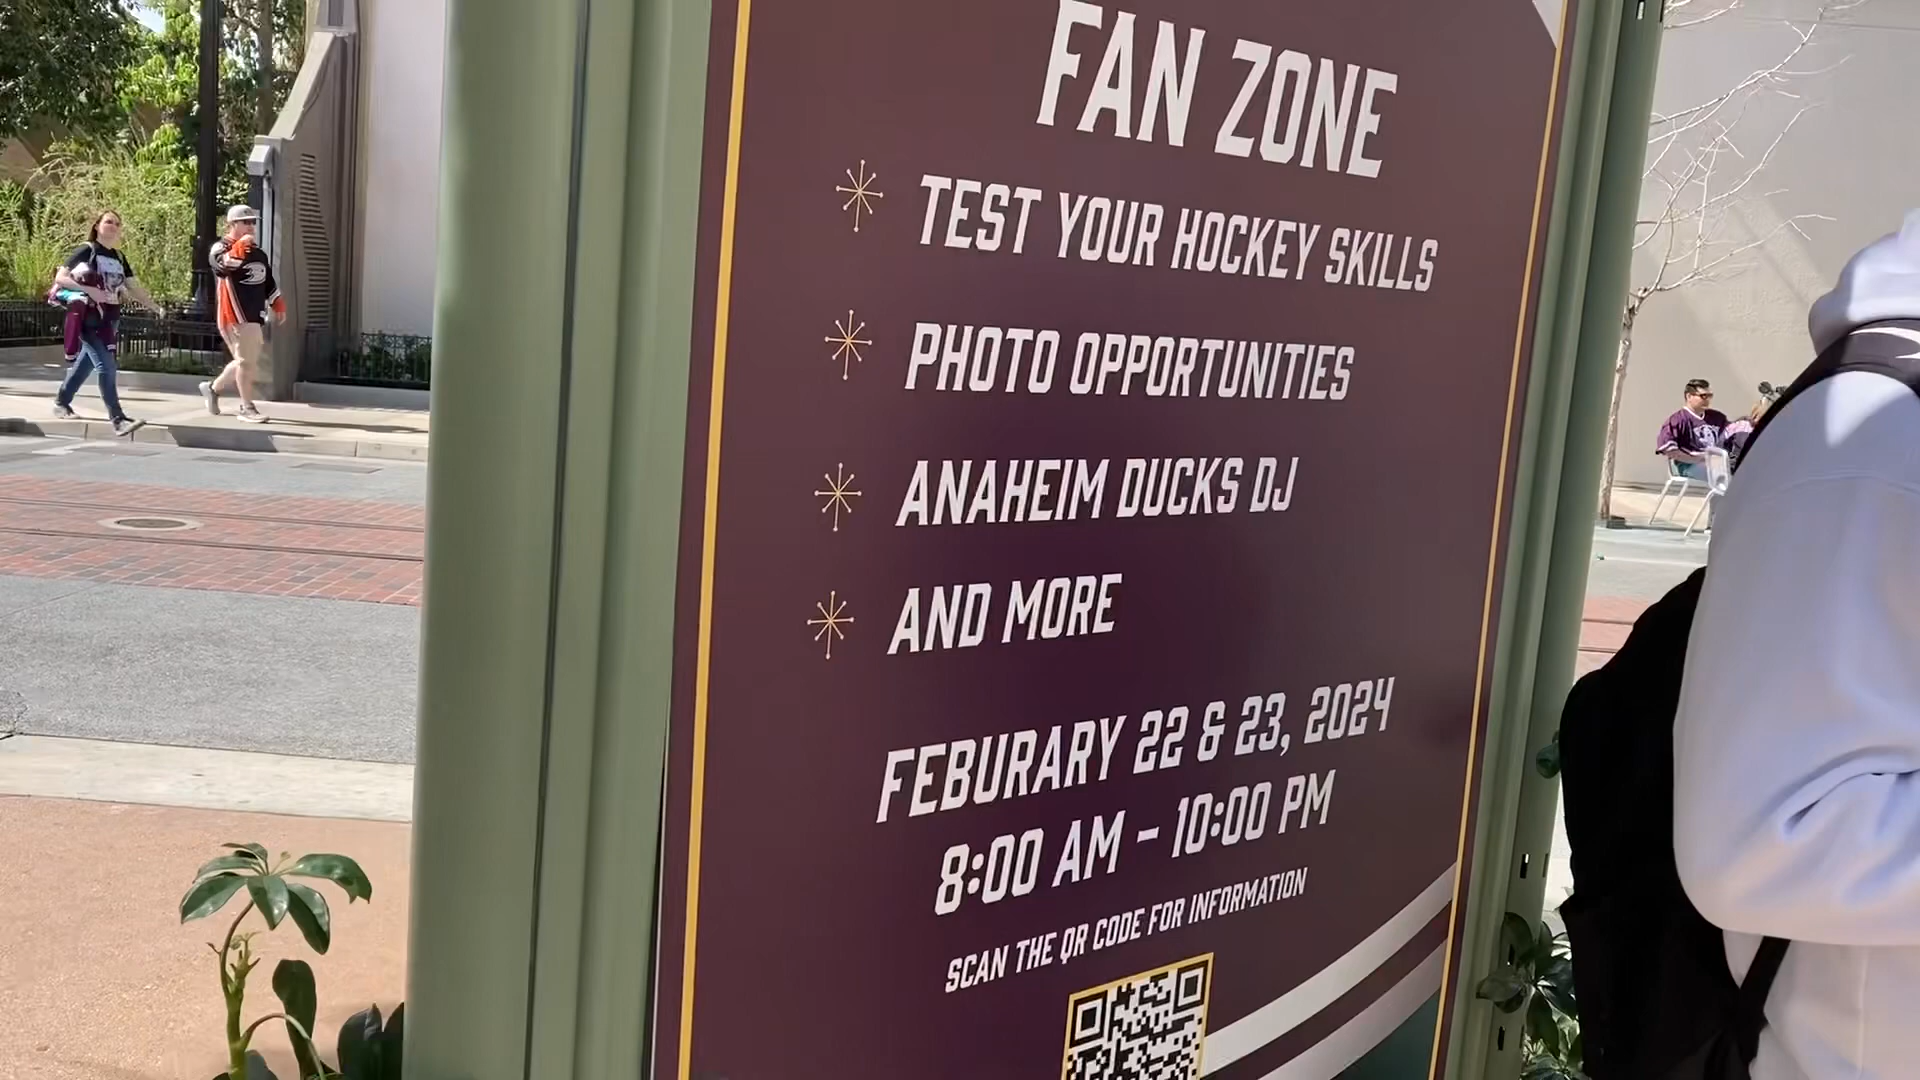 FAN ZONE
TEST YOUR HOCKEY SKILLS
PHOTO OPPORTUNITIES
ANAHEIM DUCKS DJ
AND MORE
FEBURARY 22 & 23, 2024
8:00 AM – 10:00 PM
SCAN THE QR CODE FOR INFORMATION